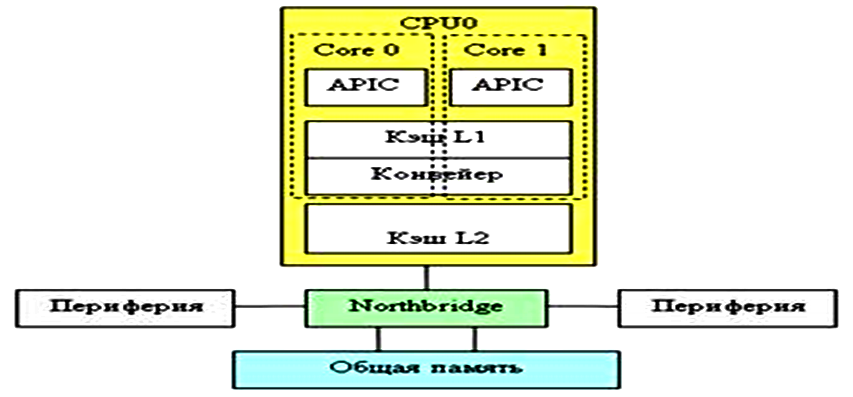 CPU0
Core 0
Core 1
APIC
APIC
Кэш L1
Конвейер
Кэш L2
Периферия
Northbridge
Периферия
Общая память